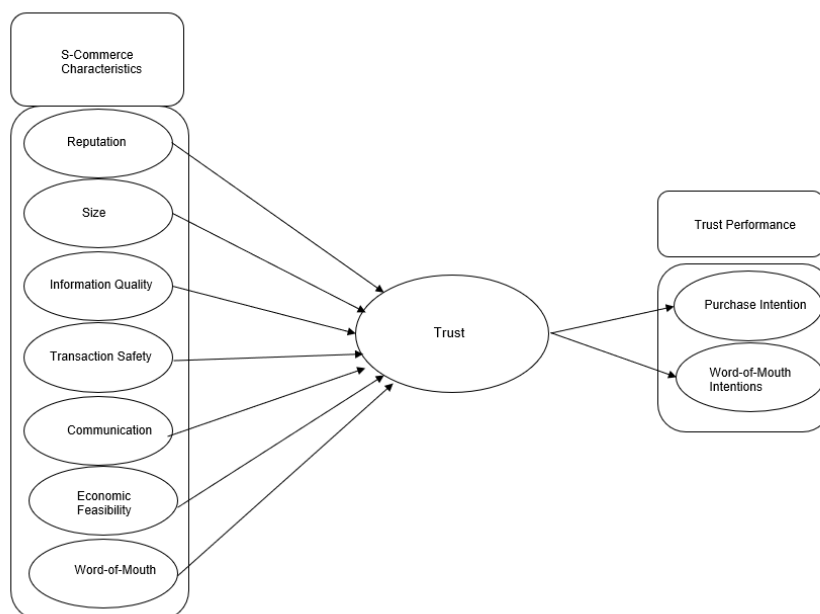 S-Commerce
Characteristics
Reputation
Size
Information Quality
Transaction Safety
Communication
Economic
Feasibility
Word-of-Mouth
Trust
Trust Performance
Purchase Intention
Word-of-Mouth
Intentions